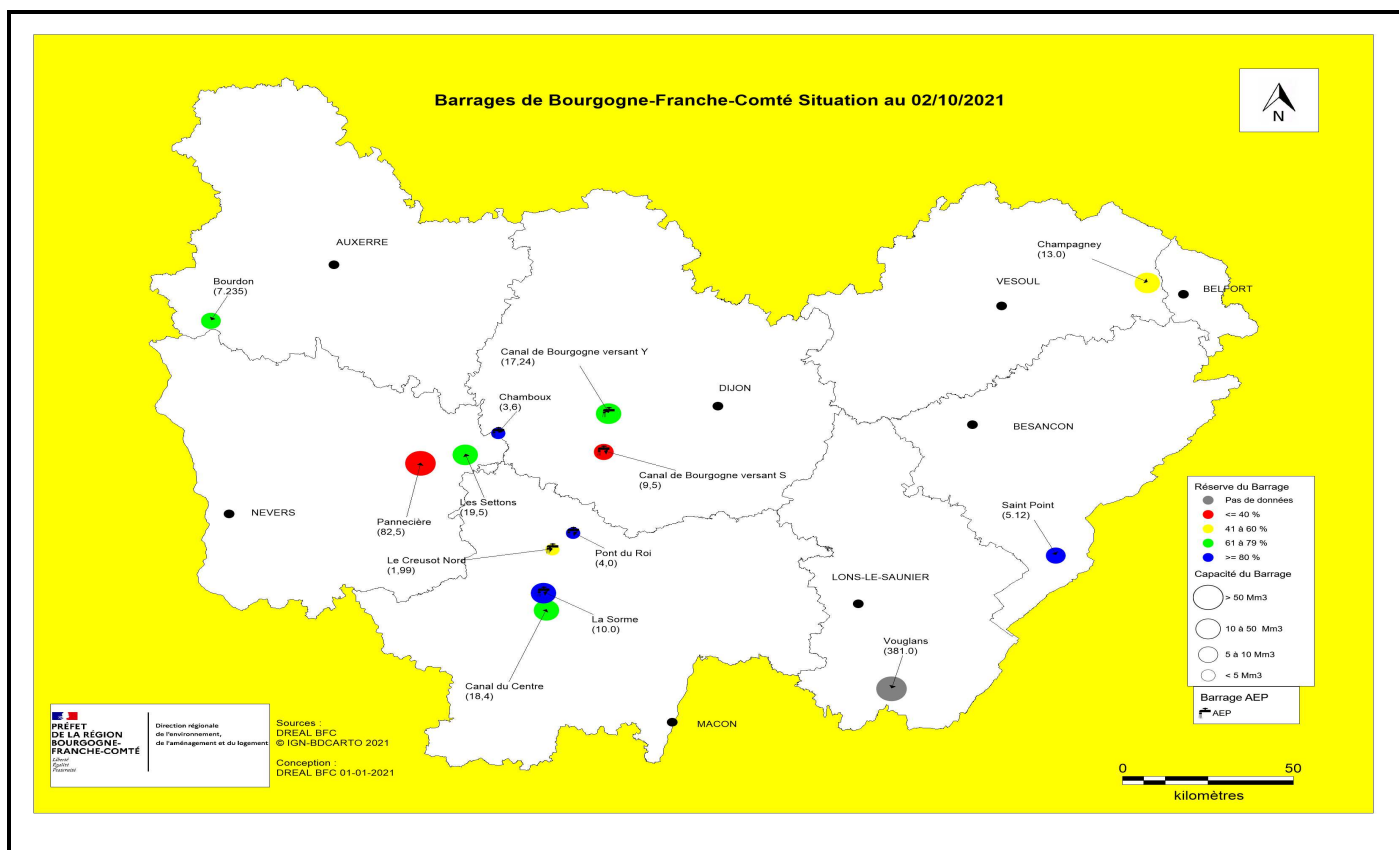 Barrages de Bourgogne-Franche-Comté Situation au 02/10/2021
N
AUXERRE
Bourdon
(7.235)
Champagney
(13.0)
VESOUL
BELFORT
Canal de Bourgogne versant Y
(17,24)
DIJON
Chamboux
(3,6)
BESANCON
Canal de Bourgogne versant S
(9,5)
Les Settons
(19,5)
NEVERS
Pannecière
(82,5)
Saint Point
(5.12)
Le Creusot Nord
(1,99)
Pont du Roi
(4,0)
LONS-LE-SAUNIER
La Sorme
(10.0)
Vouglans
(381.0)
Canal du Centre
(18,4)
MACON
Réserve du Barrage
Pas de données
<= 40 %
41 à 60 %
61 à 79 %
>= 80 %
Capacité du Barrage
> 50 Mm3
10 à 50 Mm3
5 à 10 Mm3
< 5 Mm3
Barrage AEP
AEP
PRÉFET
DE LA RÉGION
BOURGOGNE-
FRANCHE-COMTÉ
Liberté
Égalité
Fraternité
Direction régionale
de l'environnement,
de l'aménagement et du logement
Sources :
DREAL BFC
© IGN-BDCARTO 2021
Conception :
DREAL BFC 01-01-2021
0 50
kilomètres